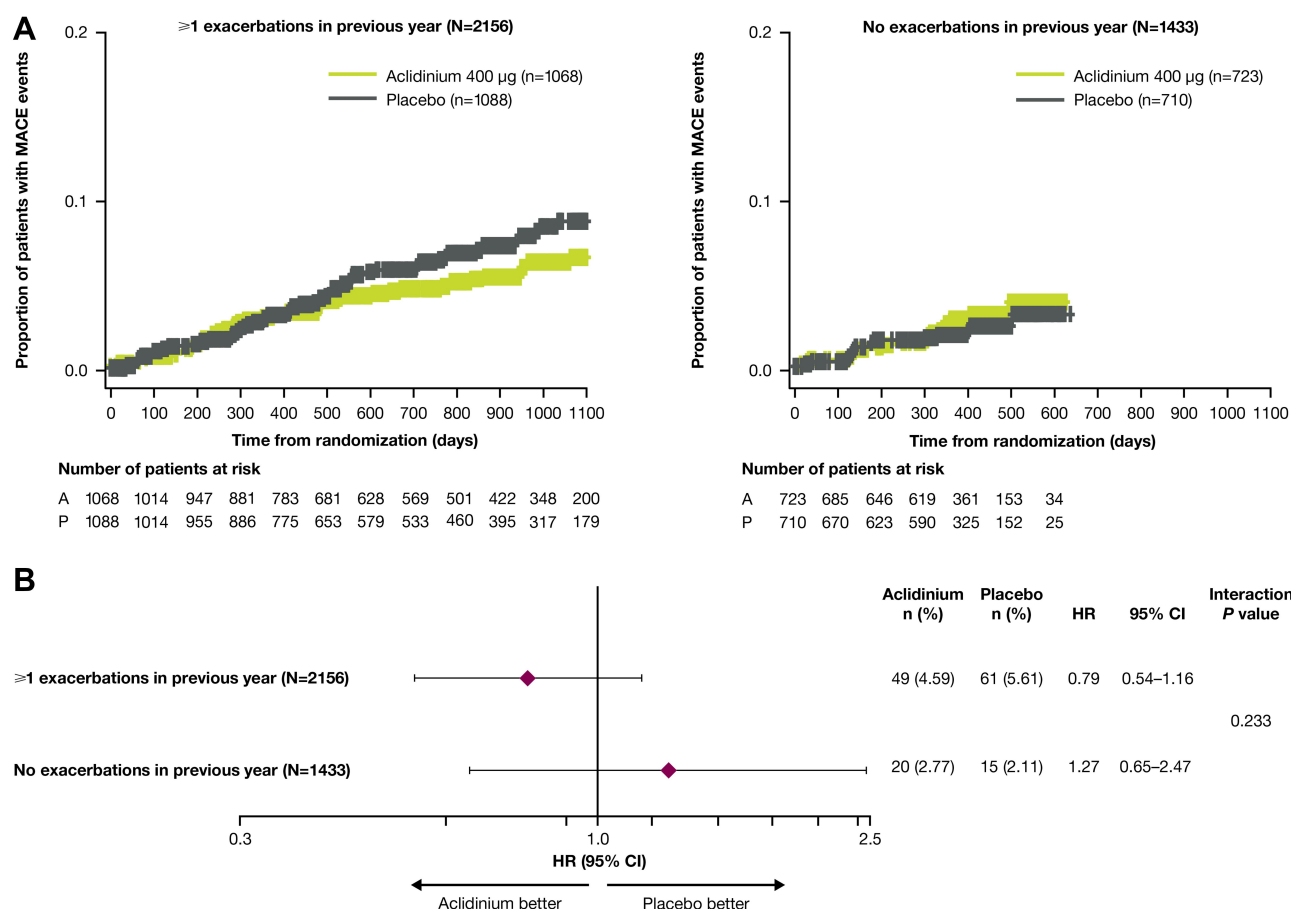 A
⩾1 exacerbations in previous year (N=2156)
Proportion of patients with MACE events
0.2
0.1
0.0
Aclidinium 400 µg (n=1068)
Placebo (n=1088)
0 100 200 300 400 500 600 700 800 900 1000 1100
Time from randomization (days)
Number of patients at risk
A 1068 1014 947 881 783 681 628 569 501 422 348 200
P 1088 1014 955 886 775 653 579 533 460 395 317 179
No exacerbations in previous year (N=1433)
Proportion of patients with MACE events
0.2
0.1
0.0
Aclidinium 400 µg (n=723)
Placebo (n=710)
0 100 200 300 400 500 600 700 800 900 1000 1100
Time from randomization (days)
Number of patients at risk
A 723 685 646 619 361 153 34
P 710 670 623 590 325 152 25
B
Aclidinium n (%) Placebo n (%) HR 95% CI Interaction P value
⩾1 exacerbations in previous year (N=2156) 49 (4.59) 61 (5.61) 0.79 0.54–1.16
0.233
No exacerbations in previous year (N=1433) 20 (2.77) 15 (2.11) 1.27 0.65–2.47
0.3 1.0 2.5
HR (95% CI)
Aclidinium better Placebo better